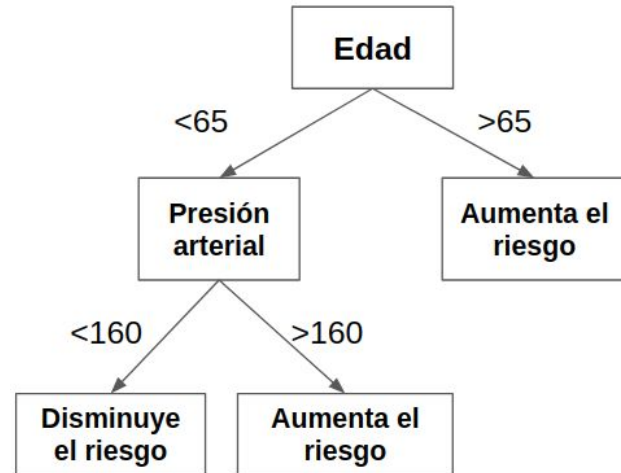 Edad
<65
>65
Presión
arterial
Aumenta el
riesgo
<160
>160
Disminuye
el riesgo
Aumenta el
riesgo